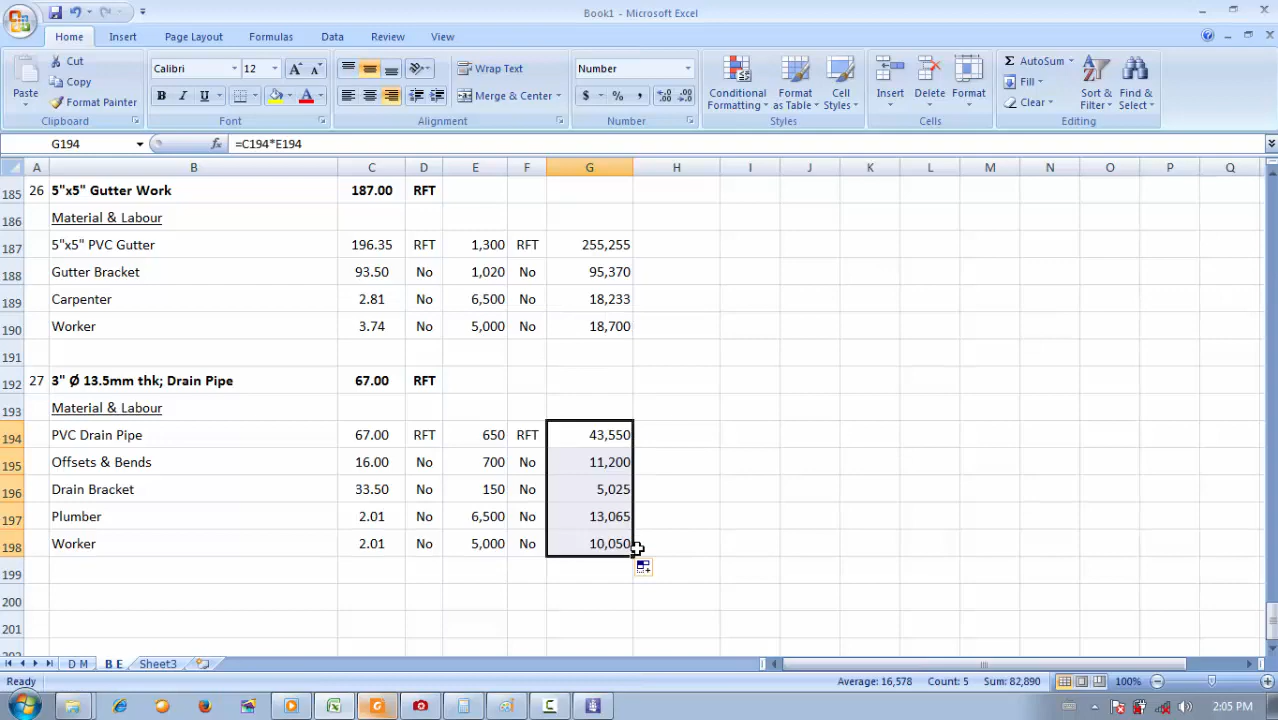 Book1 - Microsoft Excel
Home Insert Page Layout Formulas Data Review View
Paste Cut Copy Format Painter Clipboard
Calibri 12 A A B I U A Font
Wrap Text Merge & Center Alignment
Number $ % , Number
Conditional Formatting Format as Table Cell Styles Styles
Insert Delete Format Cells
Σ AutoSum Fill Clear Sort & Filter Find & Select Editing
G194 fx =C194*E194
A B C D E F G H I J K L M N O P Q
185 26 5"x5" Gutter Work 187.00 RFT
186 Material & Labour
187 5"x5" PVC Gutter 196.35 RFT 1,300 RFT 255,255
188 Gutter Bracket 93.50 No 1,020 No 95,370
189 Carpenter 2.81 No 6,500 No 18,233
190 Worker 3.74 No 5,000 No 18,700
191
192 27 3" Ø 13.5mm thk; Drain Pipe 67.00 RFT
193 Material & Labour
194 PVC Drain Pipe 67.00 RFT 650 RFT 43,550
195 Offsets & Bends 16.00 No 700 No 11,200
196 Drain Bracket 33.50 No 150 No 5,025
197 Plumber 2.01 No 6,500 No 13,065
198 Worker 2.01 No 5,000 No 10,050
199
200
201
D M B E Sheet3
Ready Average: 16,578 Count: 5 Sum: 82,890 100%
2:05 PM